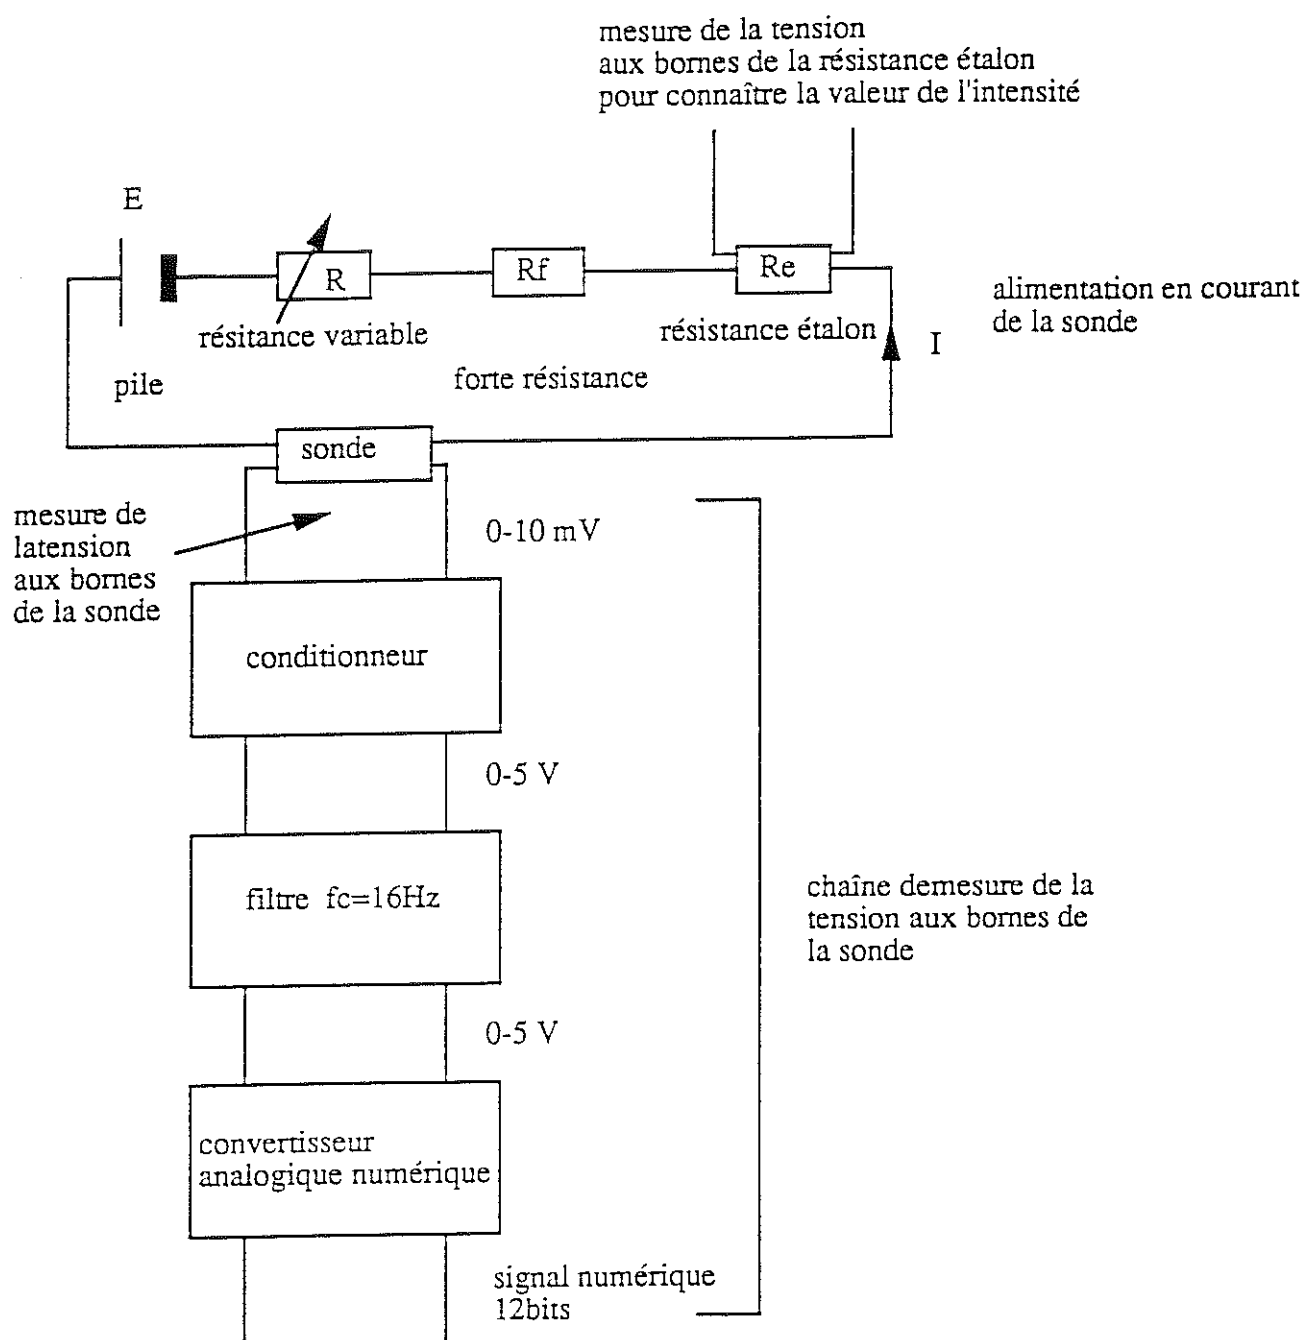 mesure de la tension
aux bornes de la résistance étalon
pour connaître la valeur de l'intensité
E
R
Rf
Re
résitance variable
résistance étalon
alimentation en courant
de la sonde
I
pile
forte résistance
sonde
mesure de
latension
aux bornes
de la sonde
0-10 mV
conditionneur
0-5 V
filtre fc=16Hz
chaîne demesure de la
tension aux bornes de
la sonde
0-5 V
convertisseur
analogique numérique
signal numérique
12bits